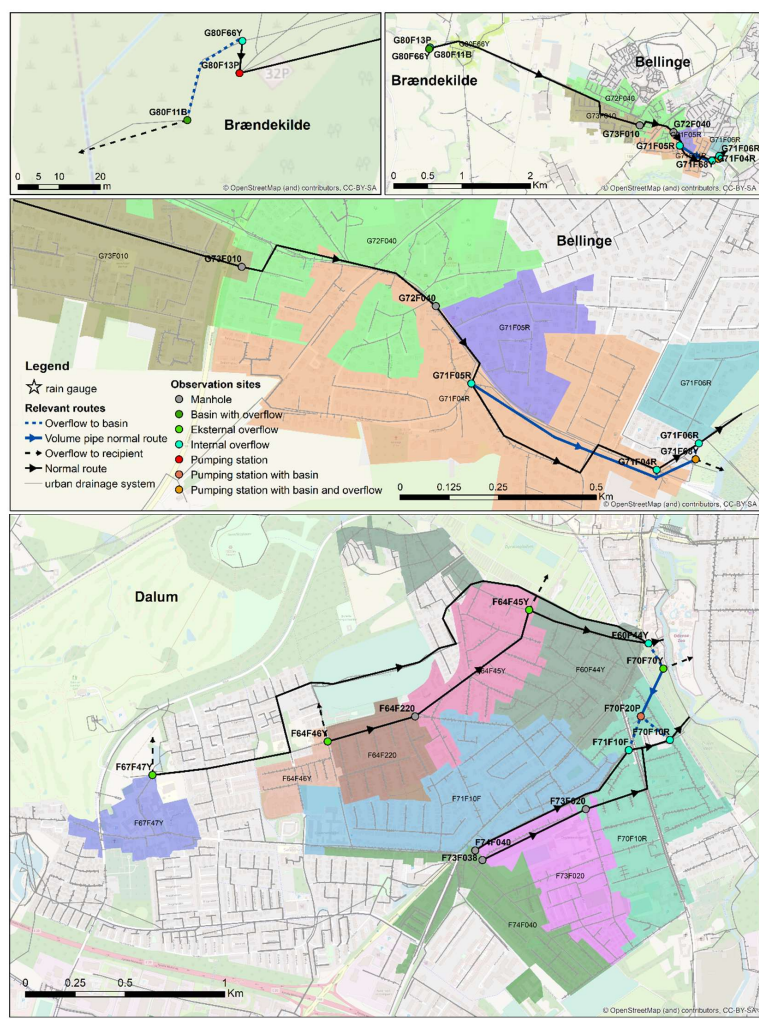 G80F66Y
G80F13P
32P
G80F11B
Brændekilde
0 5 10 20
m
© OpenStreetMap (and) contributors, CC-BY-SA
G80F13P
G80F66Y
G80F66Y G80F11B
Brændekilde
Bellinge
G72F040
G73F010
G73F010
G72F040
G71F05R
G71F05R
G71F06R
G71F06R
G71F04R
G71F68Y
0 0.5 1 2
Km
© OpenStreetMap (and) contributors, CC-BY-SA
Bellinge
G72F040
G73F010
G73F010
G72F040
G71F05R
G71F05R
G71F04R
G71F06R
G71F06R
G71F68Y
G71F04R
Legend
rain gauge
Relevant routes
Overflow to basin
Volume pipe normal route
Overflow to recipient
Normal route
urban drainage system
Observation sites
Manhole
Basin with overflow
Eksternal overflow
Internal overflow
Pumping station
Pumping station with basin
Pumping station with basin and overflow
0 0.125 0.25 0.5
Km
© OpenStreetMap (and) contributors, CC-BY-SA
Dalum
F64F45Y
F60F44Y
F64F45Y
F60F44Y
F70F70Y
F64F220
F70F20P
F64F46Y
F70F10R
F71F10F
F64F220
F67F47Y
F64F46Y
F71F10F
F73F020
F67F47Y
F70F10R
F74F040
F73F038
F73F020
F74F040
0 0.25 0.5 1
Km
© OpenStreetMap (and) contributors, CC-BY-SA